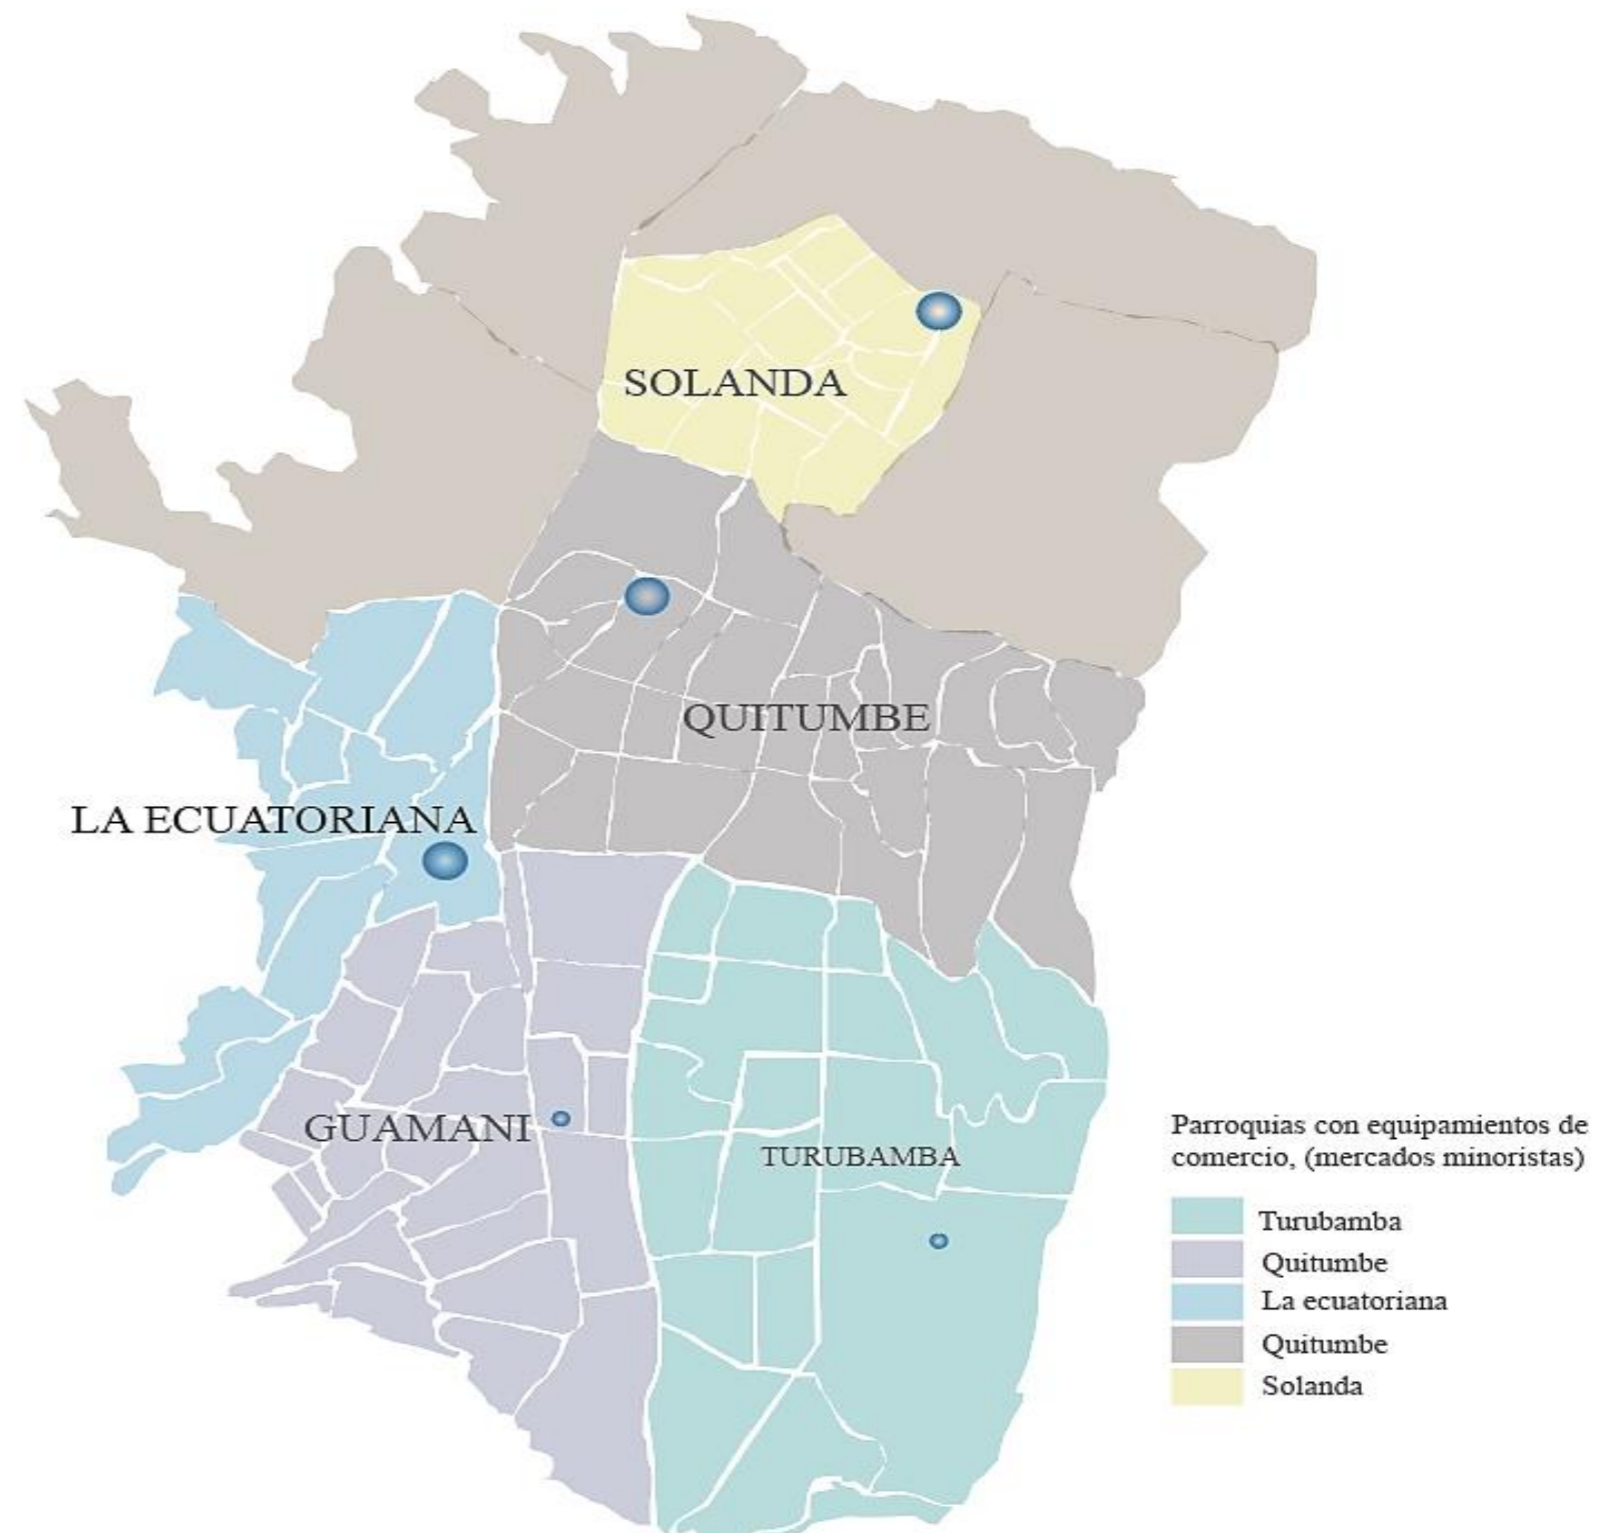 SOLANDA
QUITUMBE
LA ECUATORIANA
GUAMANI
TURUBAMBA
Parroquias con equipamientos de
comercio, (mercados minoristas)
Turubamba
Quitumbe
La ecuatoriana
Quitumbe
Solanda